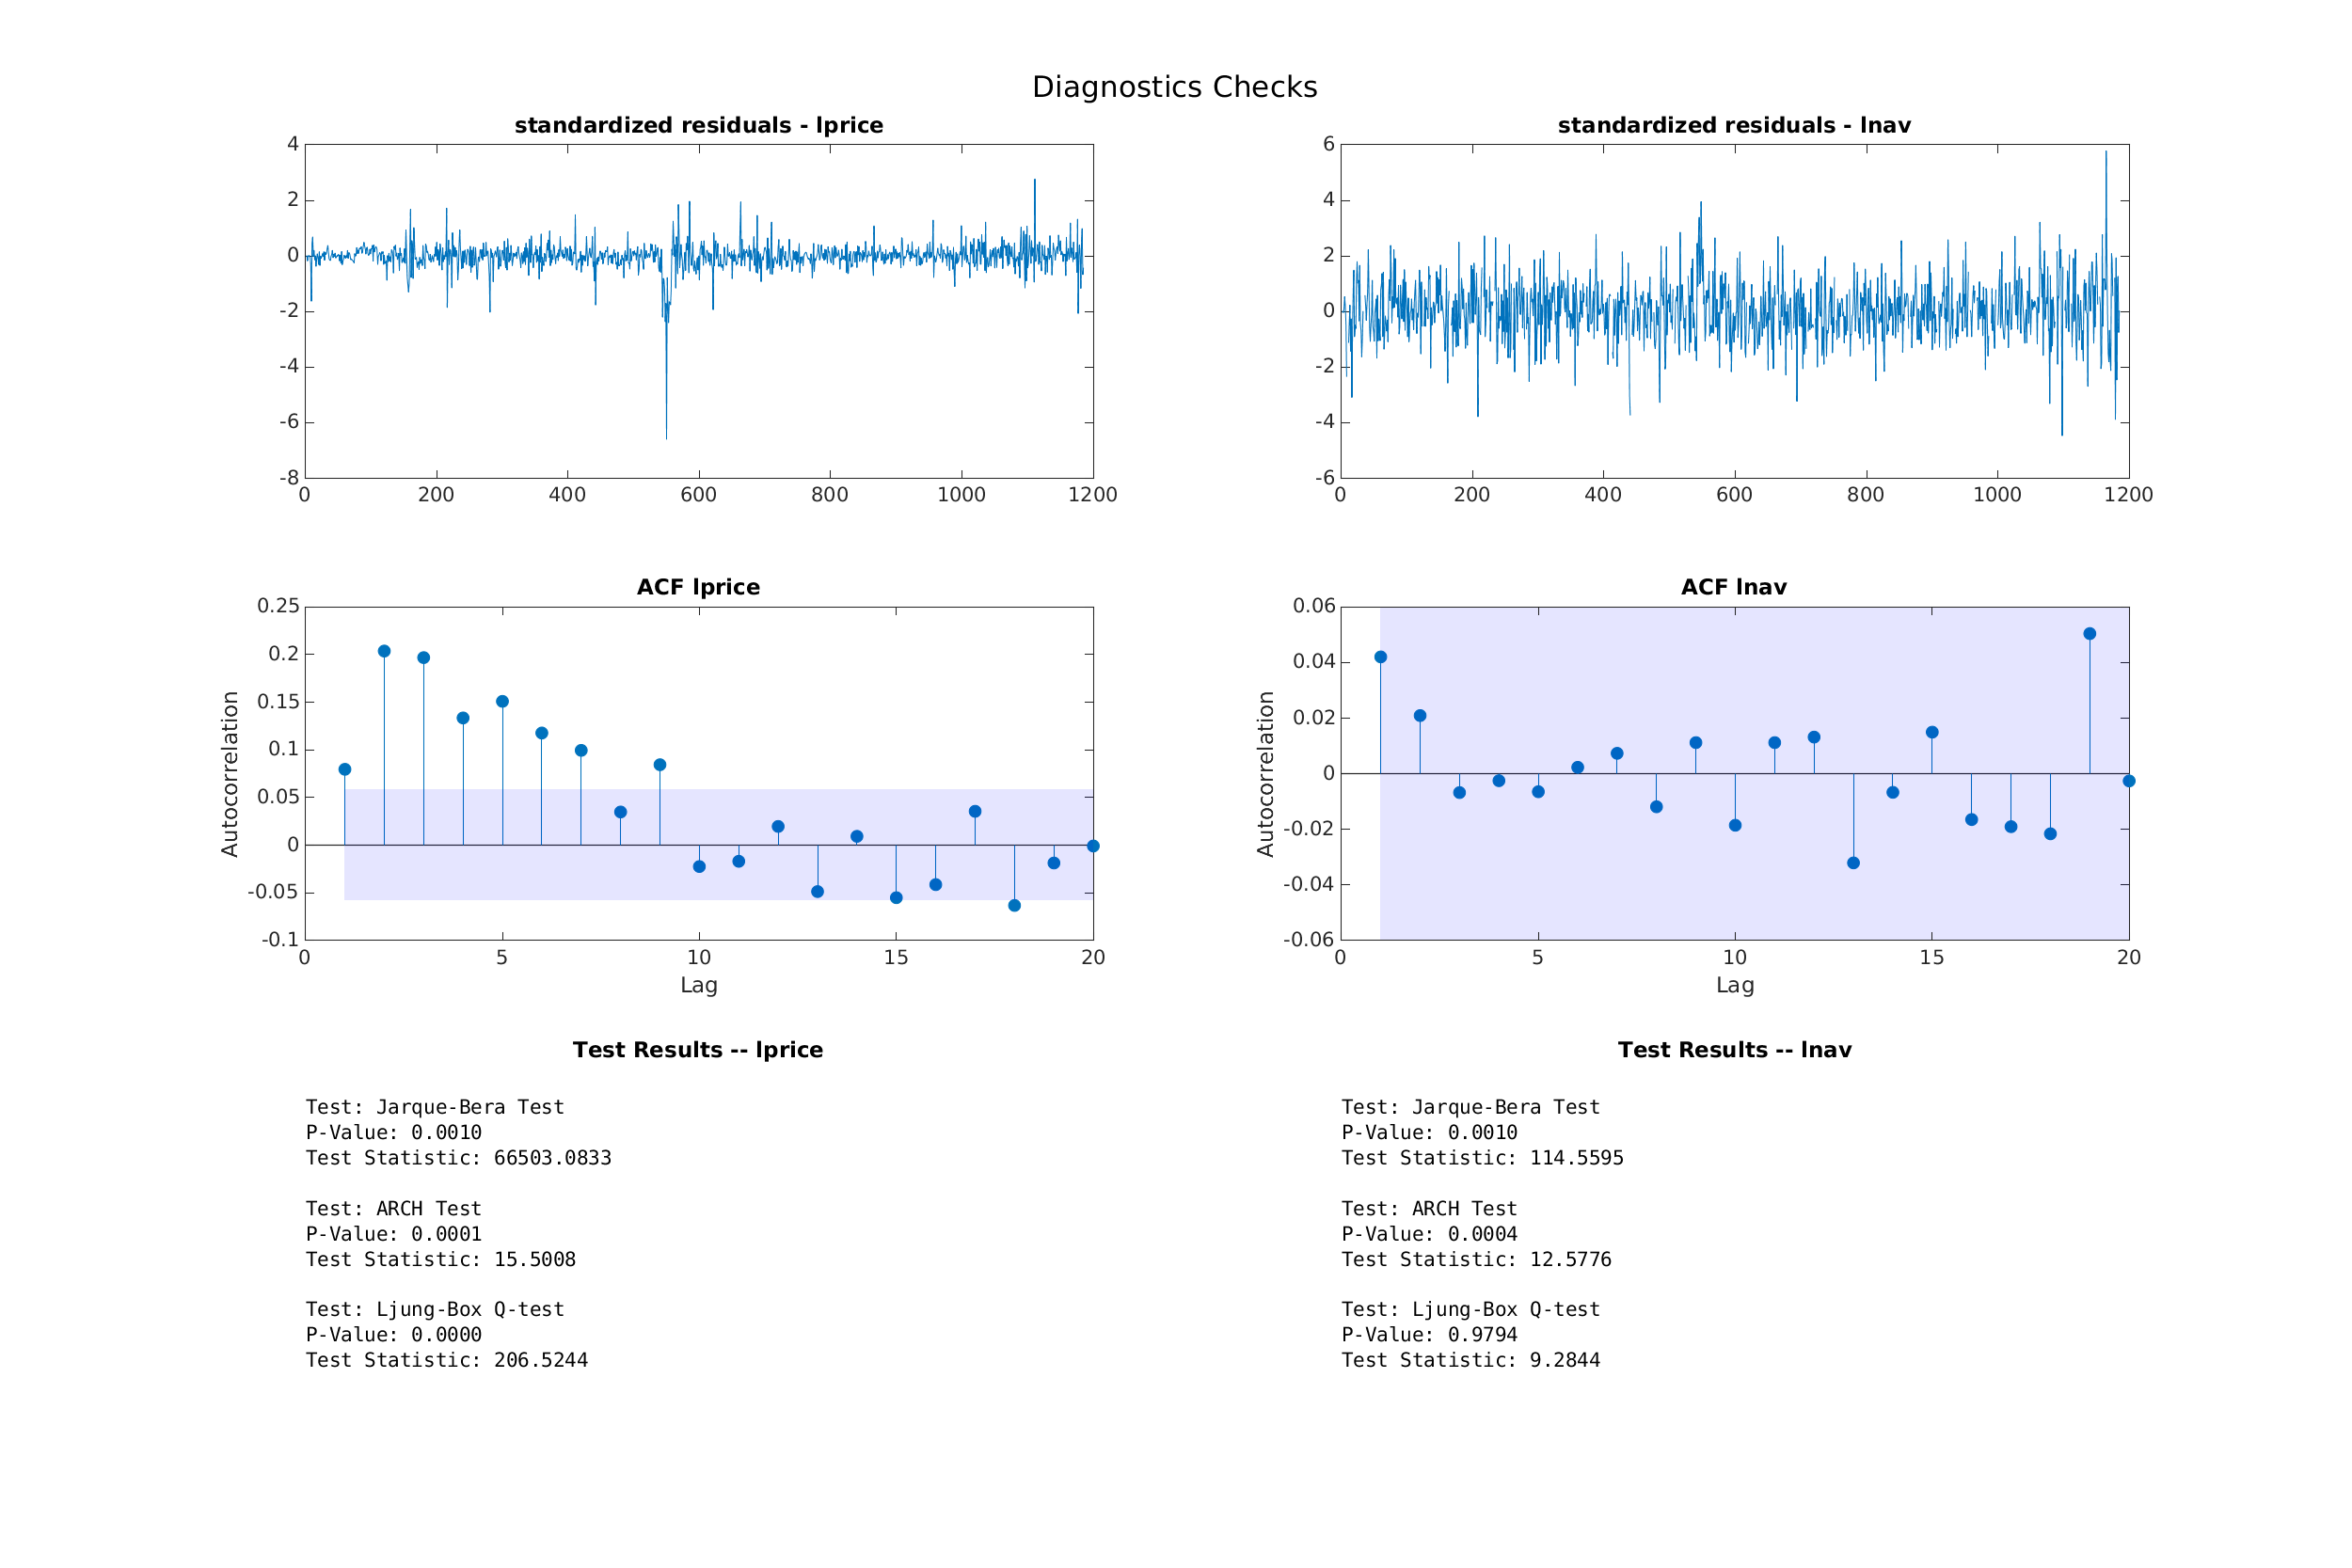 Diagnostics Checks
standardized residuals - lprice
4
2
0
-2
-4
-6
-8
0 200 400 600 800 1000 1200
standardized residuals - lnav
6
4
2
0
-2
-4
-6
0 200 400 600 800 1000 1200
ACF lprice
0.25
0.2
0.15
0.1
0.05
0
-0.05
-0.1
Autocorrelation
0 5 10 15 20
Lag
ACF lnav
0.06
0.04
0.02
0
-0.02
-0.04
-0.06
Autocorrelation
0 5 10 15 20
Lag
Test Results -- lprice
Test: Jarque-Bera Test
P-Value: 0.0010
Test Statistic: 66503.0833
Test: ARCH Test
P-Value: 0.0001
Test Statistic: 15.5008
Test: Ljung-Box Q-test
P-Value: 0.0000
Test Statistic: 206.5244
Test Results -- lnav
Test: Jarque-Bera Test
P-Value: 0.0010
Test Statistic: 114.5595
Test: ARCH Test
P-Value: 0.0004
Test Statistic: 12.5776
Test: Ljung-Box Q-test
P-Value: 0.9794
Test Statistic: 9.2844